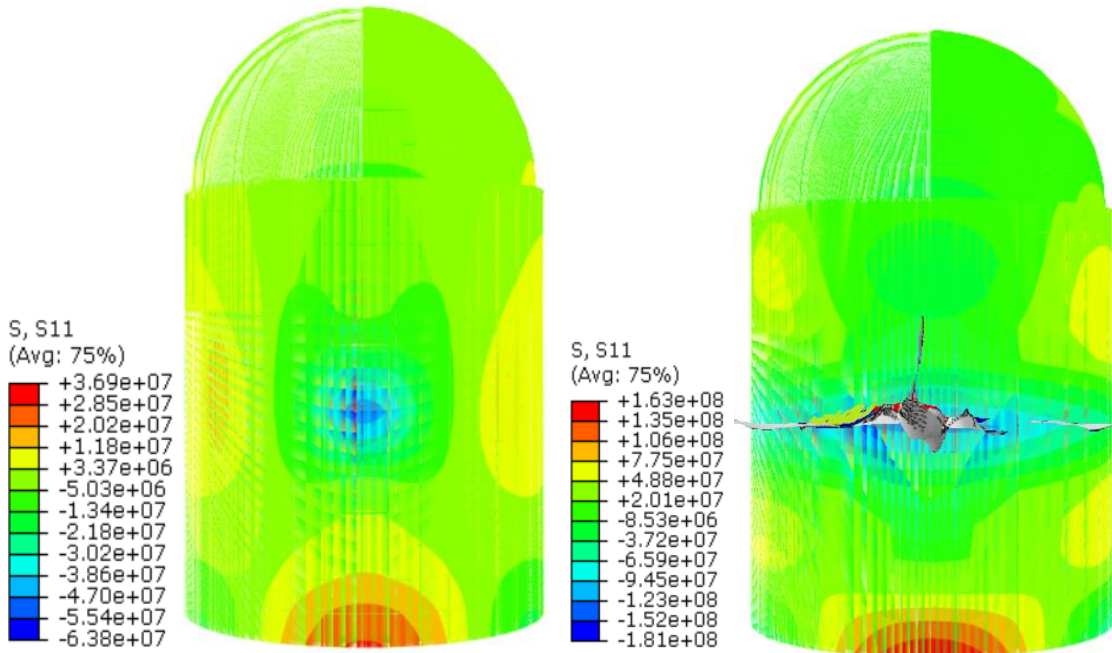 S, S11
(Avg: 75%)
+3.69e+07
+2.85e+07
+2.02e+07
+1.18e+07
+3.37e+06
-5.03e+06
-1.34e+07
-2.18e+07
-3.02e+07
-3.86e+07
-4.70e+07
-5.54e+07
-6.38e+07
S, S11
(Avg: 75%)
+1.63e+08
+1.35e+08
+1.06e+08
+7.75e+07
+4.88e+07
+2.01e+07
-8.53e+06
-3.72e+07
-6.59e+07
-9.45e+07
-1.23e+08
-1.52e+08
-1.81e+08